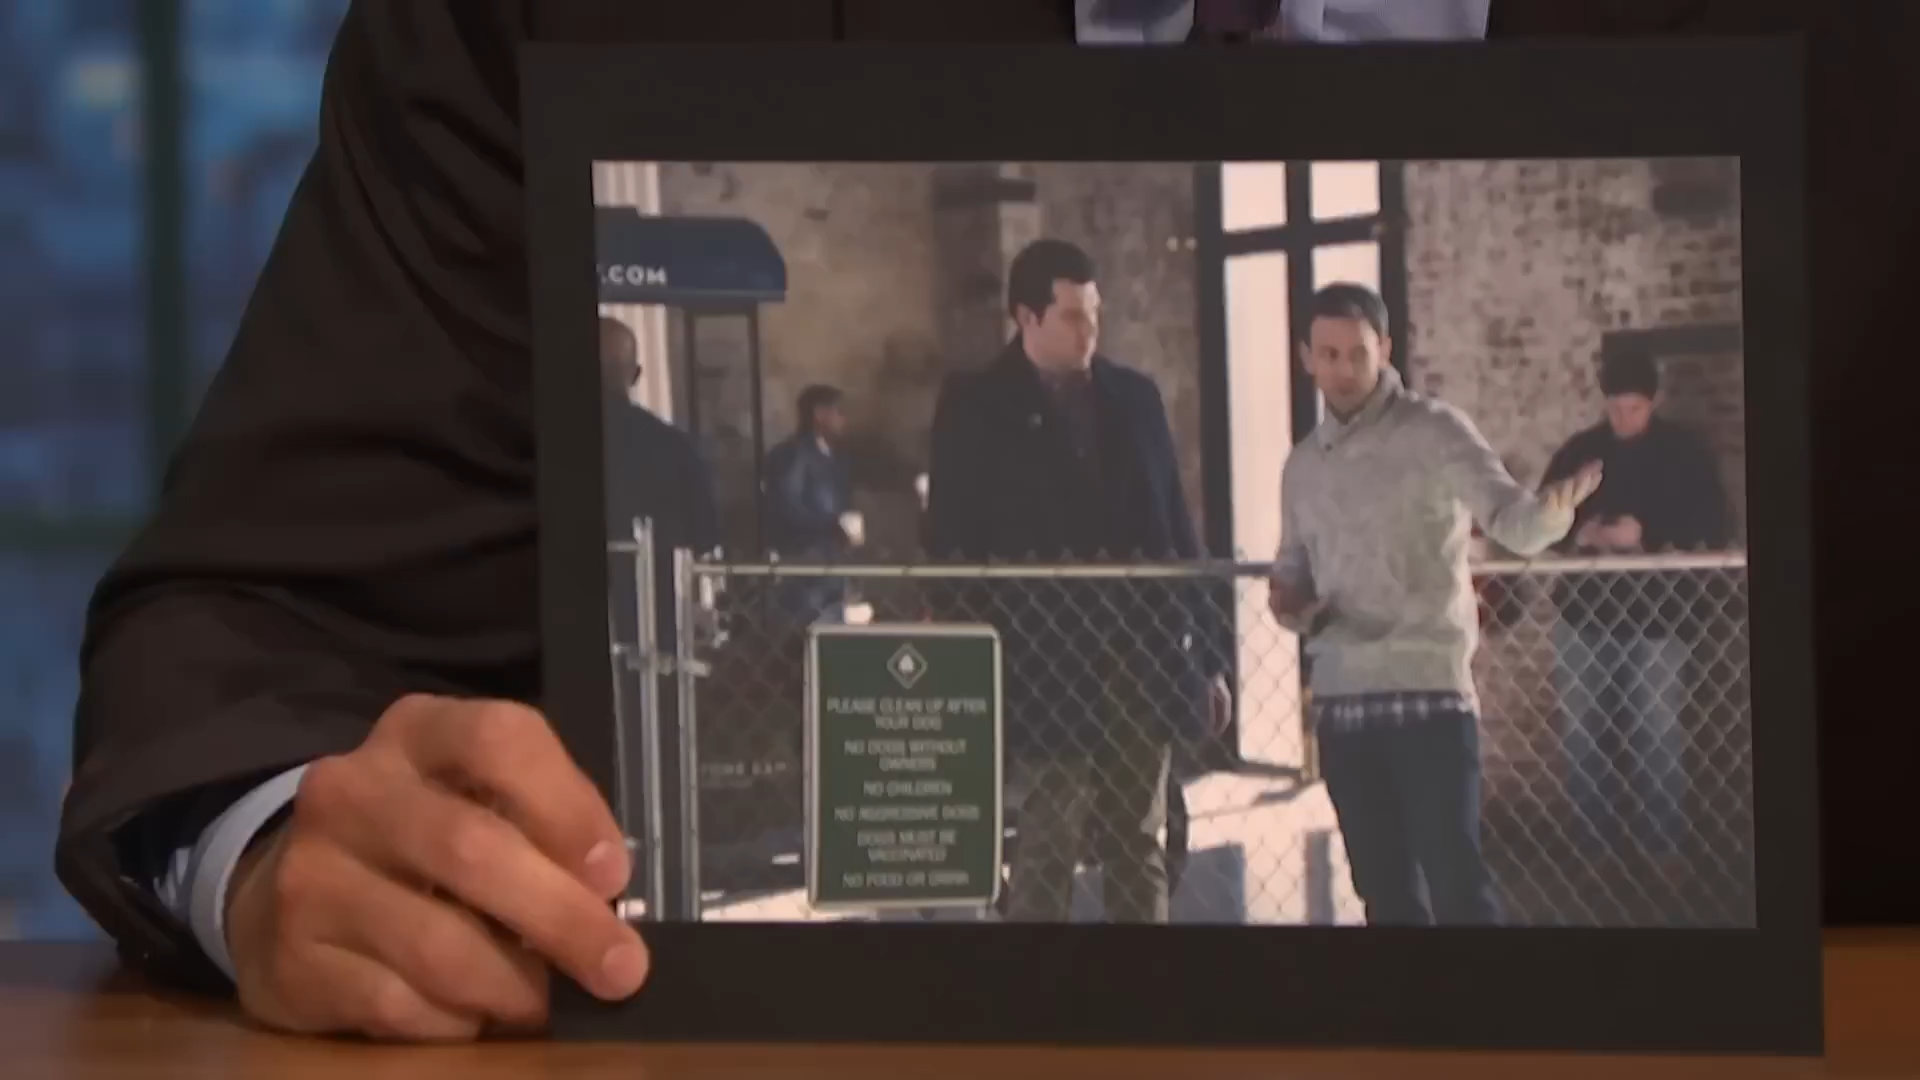 .COM
PLEASE CLEAN UP AFTER
YOUR DOG
NO DOGS WITHOUT
OWNERS
NO CHILDREN
NO AGGRESSIVE DOGS
DOGS MUST BE
VACCINATED
NO FOOD OR DRINK